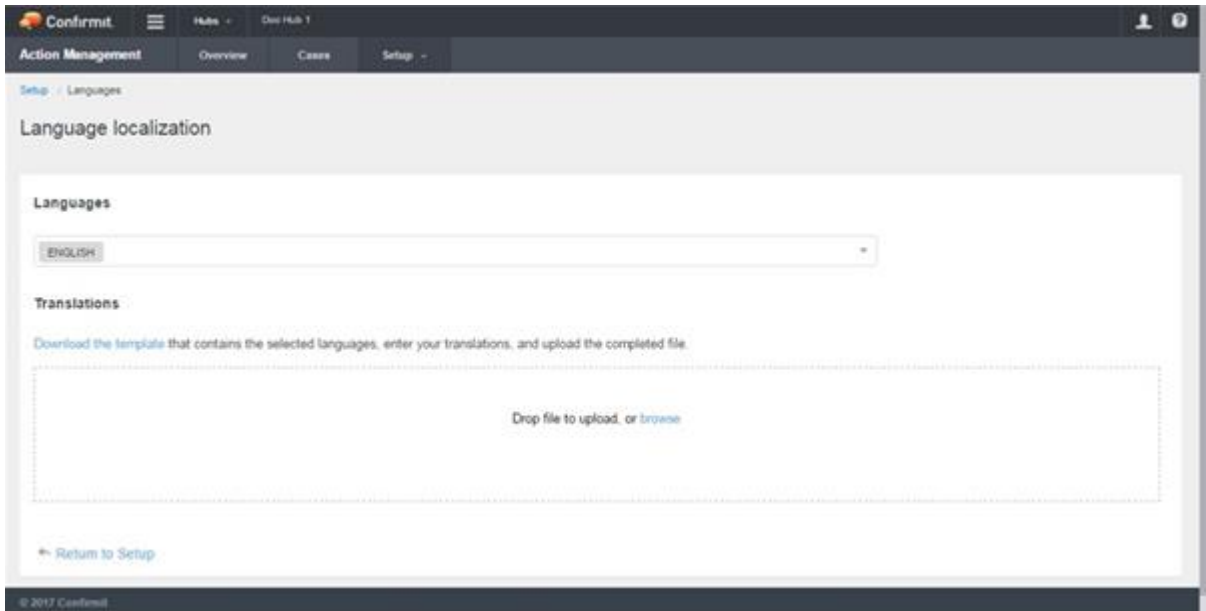 Confirmit. Hubs Doc Hub 1
Action Management Overview Cases Setup
Setup / Languages
Language localization
Languages
ENGLISH
Translations
Download the template that contains the selected languages, enter your translations, and upload the completed file.
Drop file to upload, or browse
Return to Setup
© 2017 Confirmit